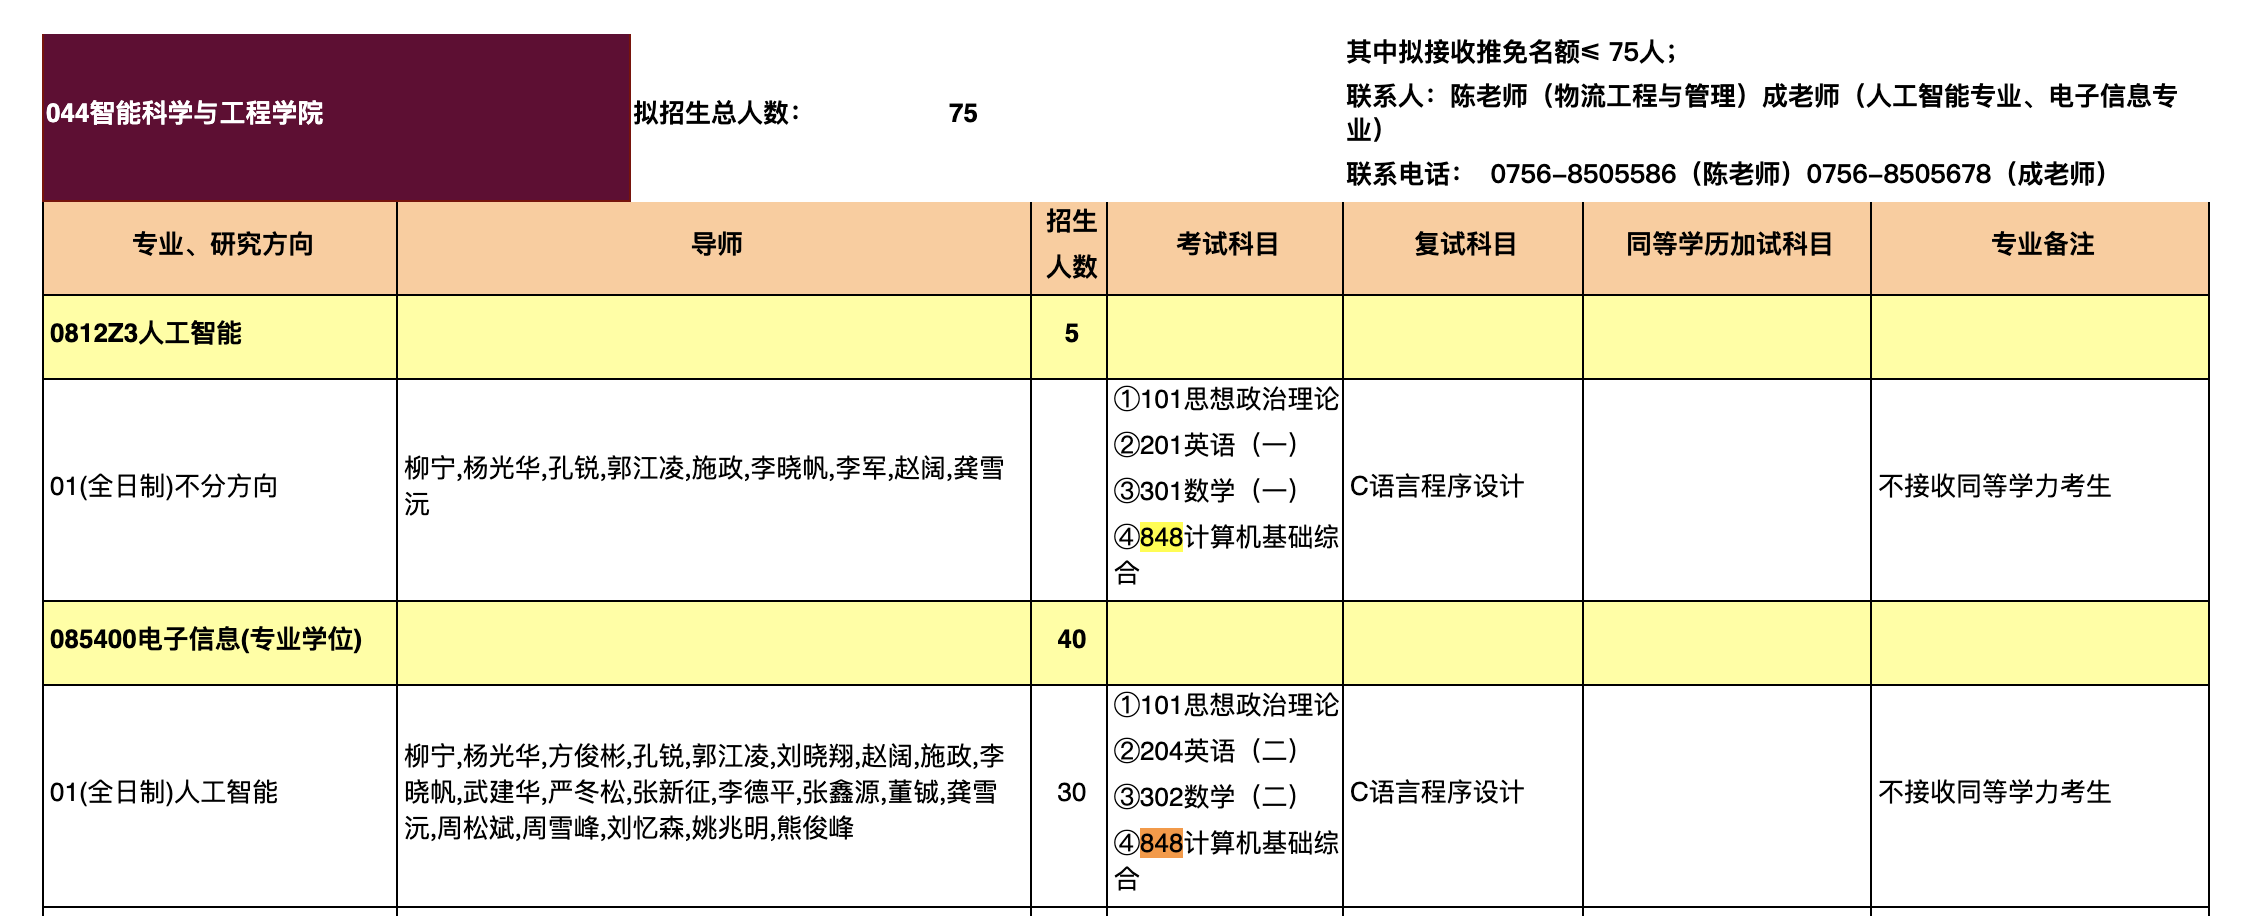 044智能科学与工程学院
拟招生总人数：
75
其中拟接收推免名额≤ 75人；
联系人：陈老师（物流工程与管理）成老师（人工智能专业、电子信息专
业）
联系电话： 0756-8505586（陈老师）0756-8505678（成老师）
专业、研究方向
导师
招生
人数
考试科目
复试科目
同等学历加试科目
专业备注
0812Z3人工智能
5
01(全日制)不分方向
柳宁,杨光华,孔锐,郭江凌,施政,李晓帆,李军,赵阔,龚雪
沅
①101思想政治理论
②201英语（一）
③301数学（一）
④848计算机基础综
合
C语言程序设计
不接收同等学力考生
085400电子信息(专业学位)
40
01(全日制)人工智能
柳宁,杨光华,方俊彬,孔锐,郭江凌,刘晓翔,赵阔,施政,李
晓帆,武建华,严冬松,张新征,李德平,张鑫源,董铖,龚雪
沅,周松斌,周雪峰,刘忆森,姚兆明,熊俊峰
30
①101思想政治理论
②204英语（二）
③302数学（二）
④848计算机基础综
合
C语言程序设计
不接收同等学力考生